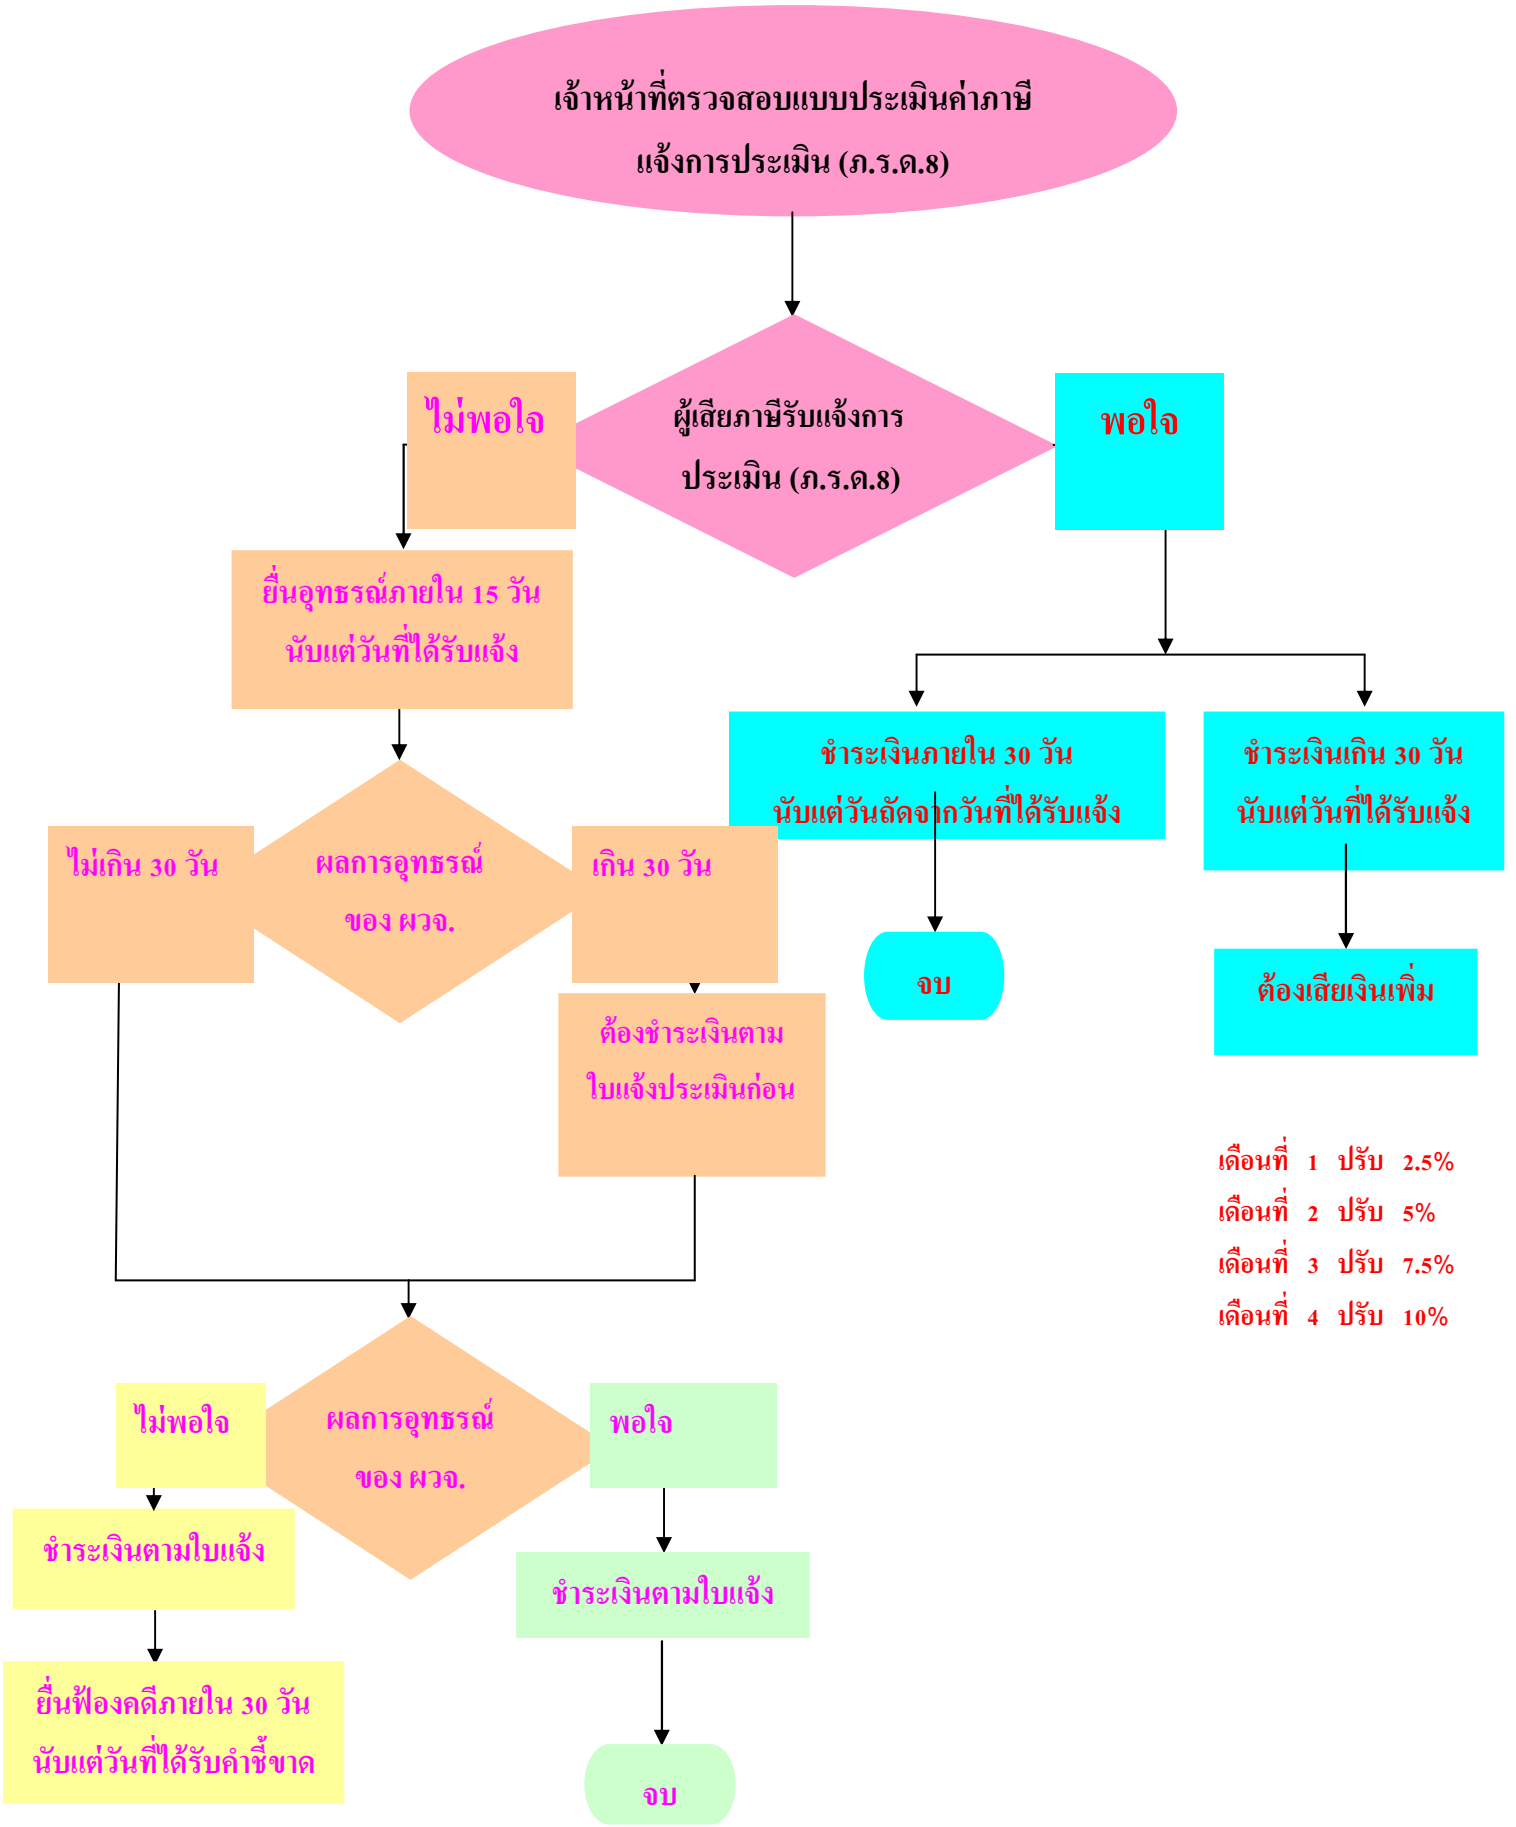 เจ้าหน้าที่ตรวจสอบแบบประเมินค่าภาษี
แจ้งการประเมิน (ภ.ร.ด.8)
ผู้เสียภาษีรับแจ้งการ
ประเมิน (ภ.ร.ด.8)
ไม่พอใจ
พอใจ
ยื่นอุทธรณ์ภายใน 15 วัน
นับแต่วันที่ได้รับแจ้ง
ชำระเงินภายใน 30 วัน
นับแต่วันถัดจากวันที่ได้รับแจ้ง
ชำระเงินเกิน 30 วัน
นับแต่วันที่ได้รับแจ้ง
ไม่เกิน 30 วัน
ผลการอุทธรณ์
ของ ผวจ.
เกิน 30 วัน
จบ
ต้องเสียเงินเพิ่ม
ต้องชำระเงินตาม
ใบแจ้งประเมินก่อน
เดือนที่ 1 ปรับ 2.5%
เดือนที่ 2 ปรับ 5%
เดือนที่ 3 ปรับ 7.5%
เดือนที่ 4 ปรับ 10%
ไม่พอใจ
ผลการอุทธรณ์
ของ ผวจ.
พอใจ
ชำระเงินตามใบแจ้ง
ชำระเงินตามใบแจ้ง
ยื่นฟ้องคดีภายใน 30 วัน
นับแต่วันที่ได้รับคำชี้ขาด
จบ